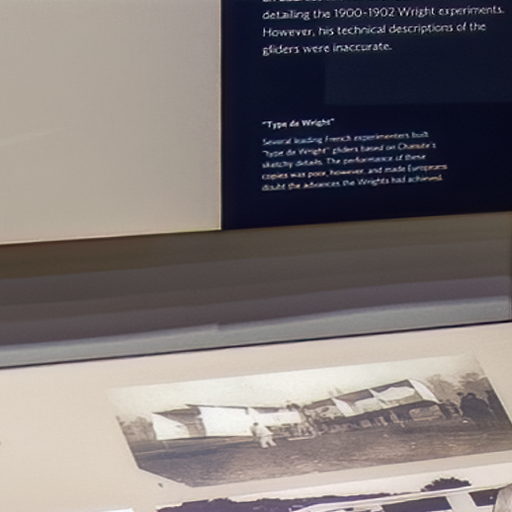 detailing the 1900-1902 Wright experiments.
However, his technical descriptions of the
gliders were inaccurate.
"Type de Wright"
Several leading French experimenters built
"type de Wright" gliders based on Chanute's
sketchy details. The performance of these
copies was poor, however, and made Europeans
doubt the advances the Wrights had achieved.